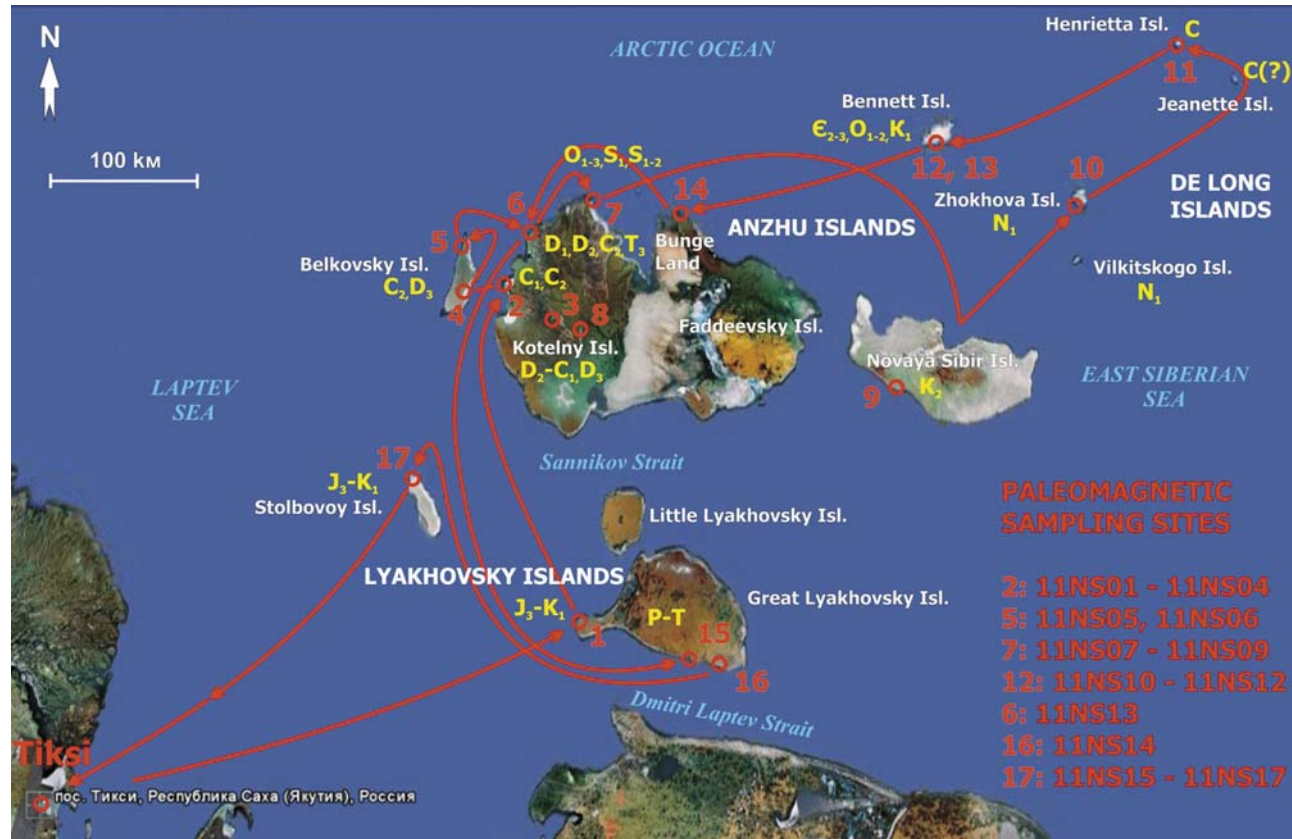 N
ARCTIC OCEAN
Henrietta Isl.
C
11
C(?)
Jeanette Isl.
Bennett Isl.
Є₂₋₃,O₁₋₂,K₁
12, 13
100 км
O₁₋₃,S₁,S₁₋₂
6
7
14
10
Zhokhova Isl.
N₁
DE LONG
ISLANDS
ANZHU ISLANDS
Bunge
Land
5
D₁,D₂,C₂,T₃
Belkovsky Isl.
C₂,D₃
4
C₁,C₂
2
3
8
Kotelny Isl.
D₂-C₁,D₃
Faddeevsky Isl.
Vilkitskogo Isl.
N₁
Novaya Sibir Isl.
9
K₂
LAPTEV
SEA
EAST SIBERIAN
SEA
17
J₃-K₁
Stolbovoy Isl.
Sannikov Strait
Little Lyakhovsky Isl.
LYAKHOVSKY ISLANDS
J₃-K₁
1
P-T
Great Lyakhovsky Isl.
15
16
Dmitri Laptev Strait
PALEOMAGNETIC
SAMPLING SITES
2: 11NS01 - 11NS04
5: 11NS05, 11NS06
7: 11NS07 - 11NS09
12: 11NS10 - 11NS12
6: 11NS13
16: 11NS14
17: 11NS15 - 11NS17
Tiksi
пос. Тикси, Республика Саха (Якутия), Россия